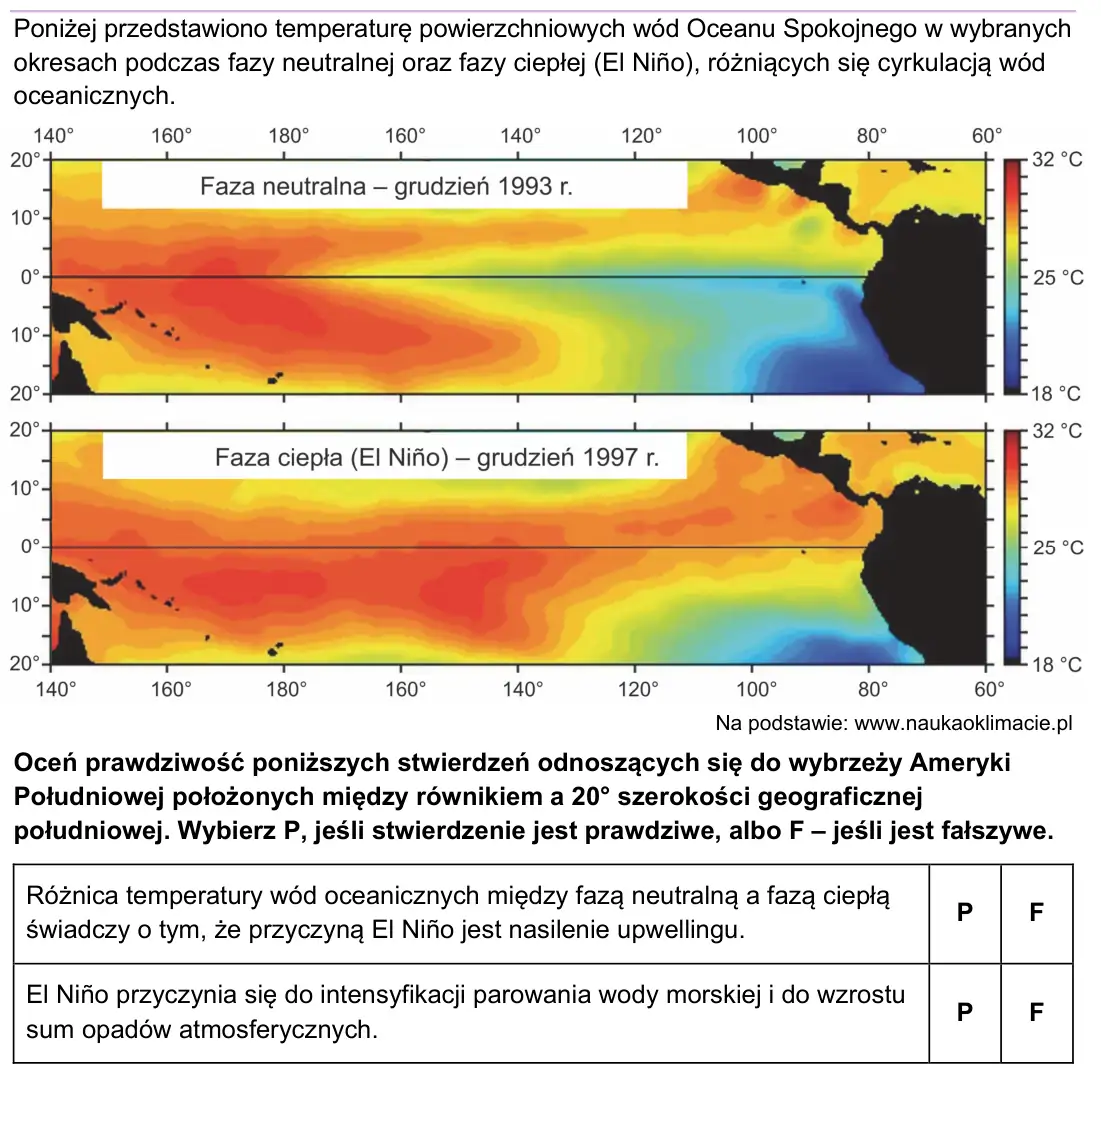 Poniżej przedstawiono temperaturę powierzchniowych wód Oceanu Spokojnego w wybranych
okresach podczas fazy neutralnej oraz fazy ciepłej (El Niño), różniących się cyrkulacją wód
oceanicznych.
140° 160° 180° 160° 140° 120° 100° 80° 60°
20° 32 °C
Faza neutralna – grudzień 1993 r.
10°
0° 25 °C
10°
20° 18 °C
20° 32 °C
Faza ciepła (El Niño) – grudzień 1997 r.
10°
0° 25 °C
10°
20° 18 °C
140° 160° 180° 160° 140° 120° 100° 80° 60°
Na podstawie: www.naukaoklimacie.pl
Oceń prawdziwość poniższych stwierdzeń odnoszących się do wybrzeży Ameryki
Południowej położonych między równikiem a 20° szerokości geograficznej
południowej. Wybierz P, jeśli stwierdzenie jest prawdziwe, albo F – jeśli jest fałszywe.
Różnica temperatury wód oceanicznych między fazą neutralną a fazą ciepłą
świadczy o tym, że przyczyną El Niño jest nasilenie upwellingu.
P F
El Niño przyczynia się do intensyfikacji parowania wody morskiej i do wzrostu
sum opadów atmosferycznych.
P F